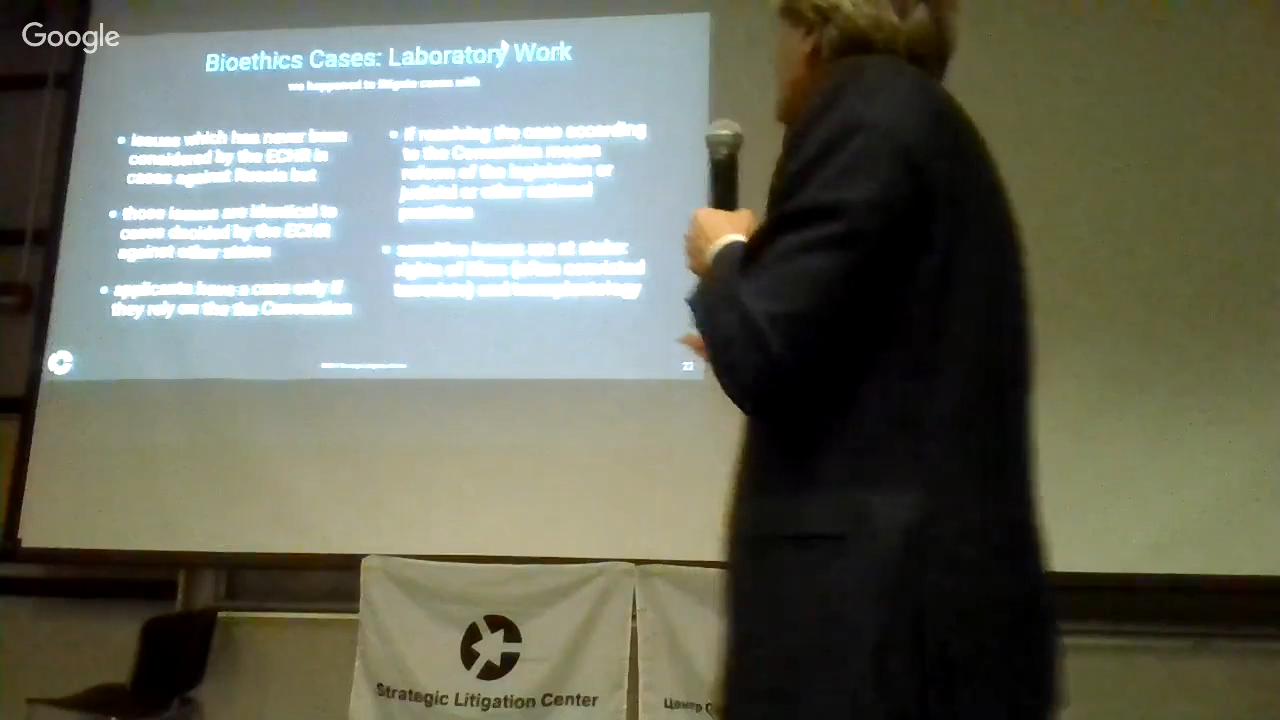 Google
Bioethics Cases: Laboratory Work
we happened to litigate cases with
• issues which has never been
considered by the ECHR in
cases against Russia but
• those issues are identical to
cases decided by the ECHR
against other states
• applicants have a case only if
they rely on the the Convention
• if resolving the case according
to the Convention means
reform of the legislation or
judicial or other national
practices
• sensitive issues are at stake:
rights of
and transplantology
22
Strategic Litigation Center
Центр